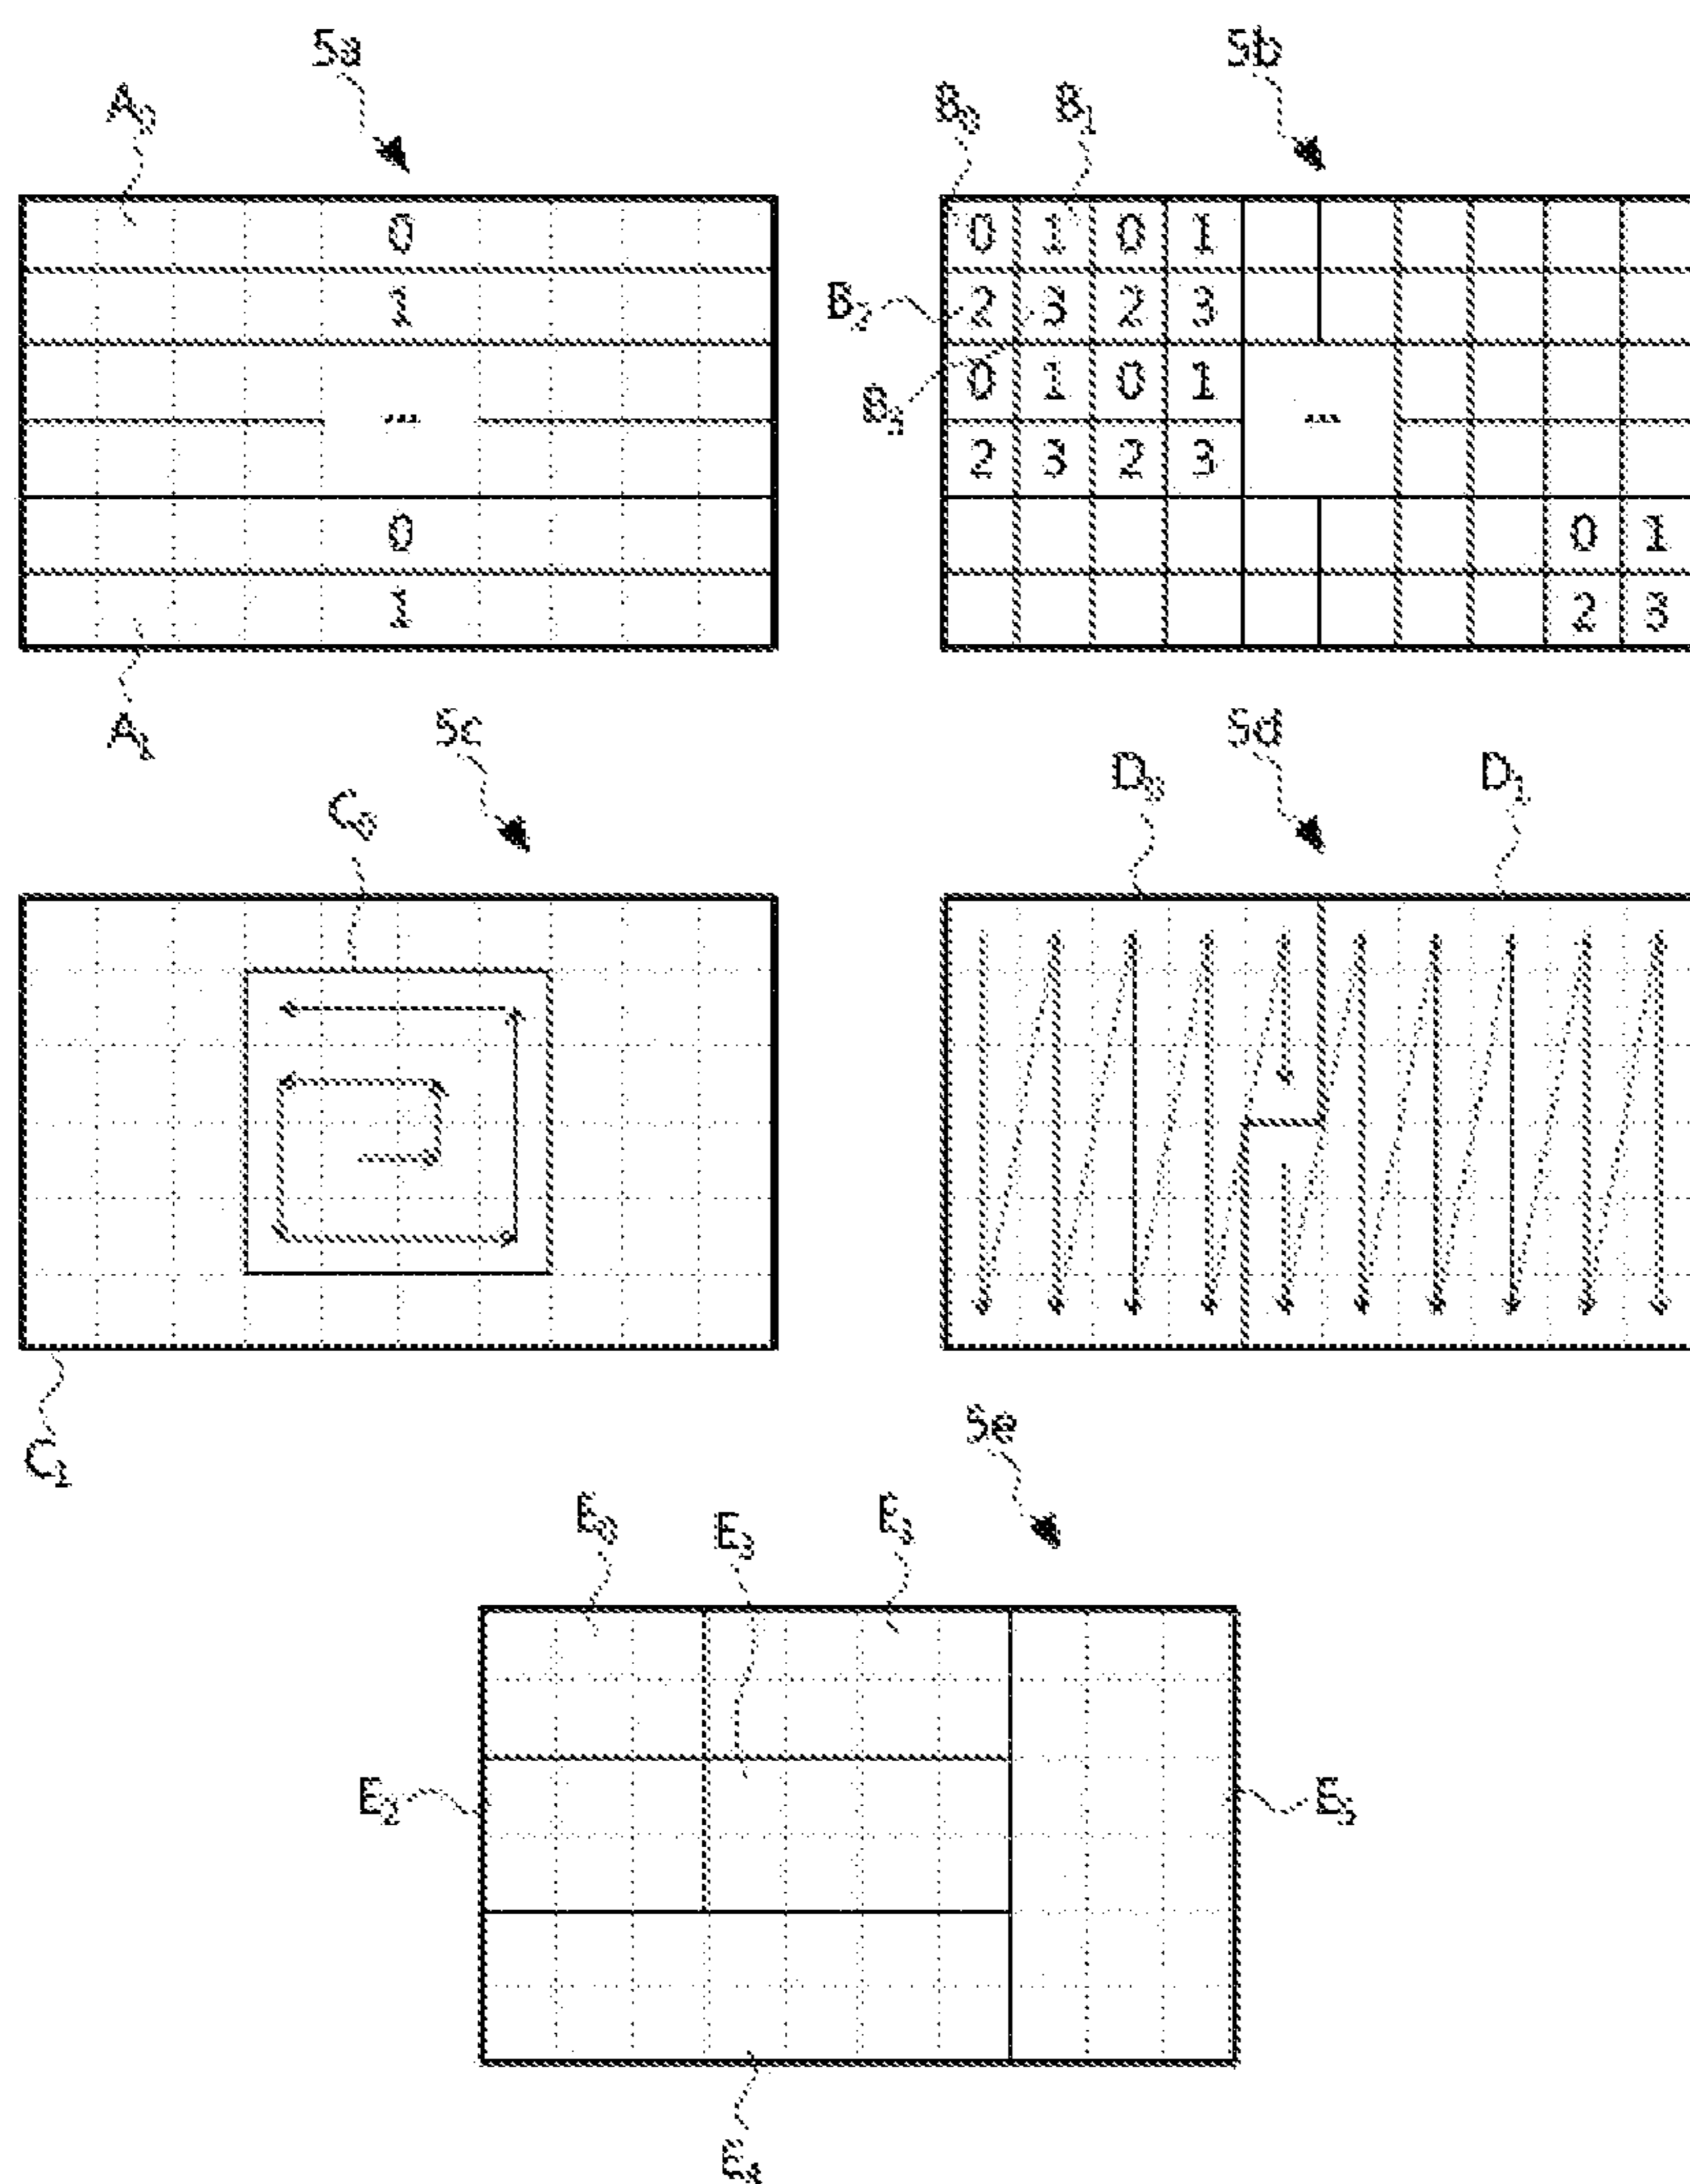 5a
5b
A₀
B₀ B₁
0
1
...
0
1
A₁
0 1 0 1
B₂ 2 3 2 3
0 1 0 1
B₃
2 3 2 3
...
0 1
2 3
5c
5d
C₀
D₀ D₁
C₁
5e
E₀
E₃
E₂
E₅
E₄